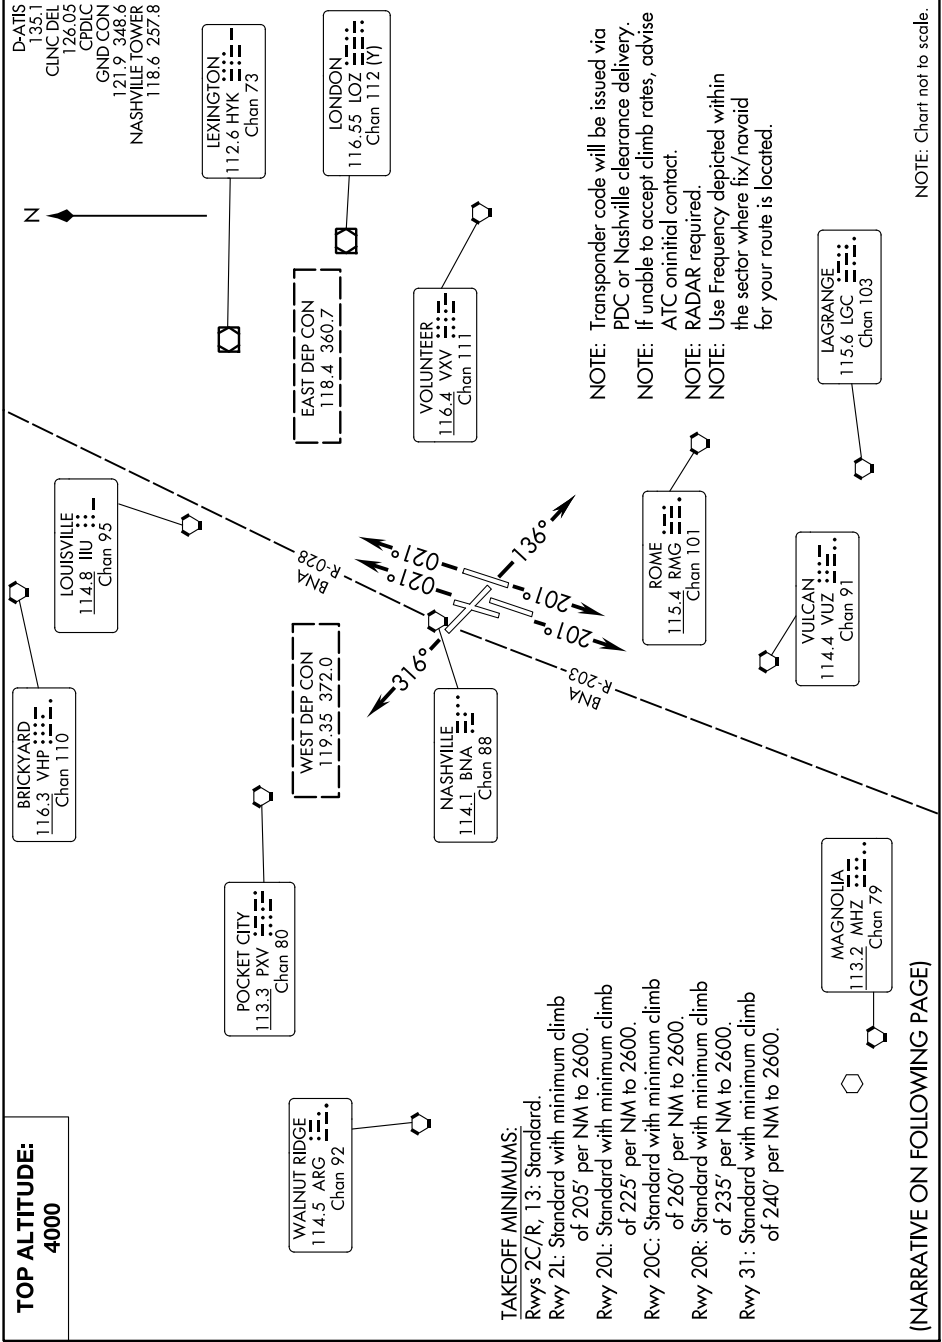 TOP ALTITUDE:
4000
D-ATIS
135.1
CLNC DEL
126.05
CPDLC
GND CON
121.9 348.6
NASHVILLE TOWER
118.6 257.8
BRICKYARD
116.3 VHP
Chan 110
LOUISVILLE
114.8 IIU
Chan 95
LEXINGTON
112.6 HYK
Chan 73
N
POCKET CITY
113.3 PXV
Chan 80
LONDON
116.55 LOZ
Chan 112 (Y)
WALNUT RIDGE
114.5 ARG
Chan 92
WEST DEP CON
119.35 372.0
EAST DEP CON
118.4 360.7
BNA
R-028
021°
021°
316°
136°
201°
201°
BNA
R-203
NASHVILLE
114.1 BNA
Chan 88
VOLUNTEER
116.4 VXV
Chan 111
TAKEOFF MINIMUMS:
Rwys 2C/R, 13: Standard.
Rwy 2L: Standard with minimum climb
of 205' per NM to 2600.
Rwy 20L: Standard with minimum climb
of 225' per NM to 2600.
Rwy 20C: Standard with minimum climb
of 260' per NM to 2600.
Rwy 20R: Standard with minimum climb
of 235' per NM to 2600.
Rwy 31: Standard with minimum climb
of 240' per NM to 2600.
ROME
115.4 RMG
Chan 101
NOTE: Transponder code will be issued via
PDC or Nashville clearance delivery.
NOTE: If unable to accept climb rates, advise
ATC oninitial contact.
NOTE: RADAR required.
NOTE: Use Frequency depicted within
the sector where fix/navaid
for your route is located.
VULCAN
114.4 VUZ
Chan 91
LAGRANGE
115.6 LGC
Chan 103
MAGNOLIA
113.2 MHZ
Chan 79
(NARRATIVE ON FOLLOWING PAGE)
NOTE: Chart not to scale.